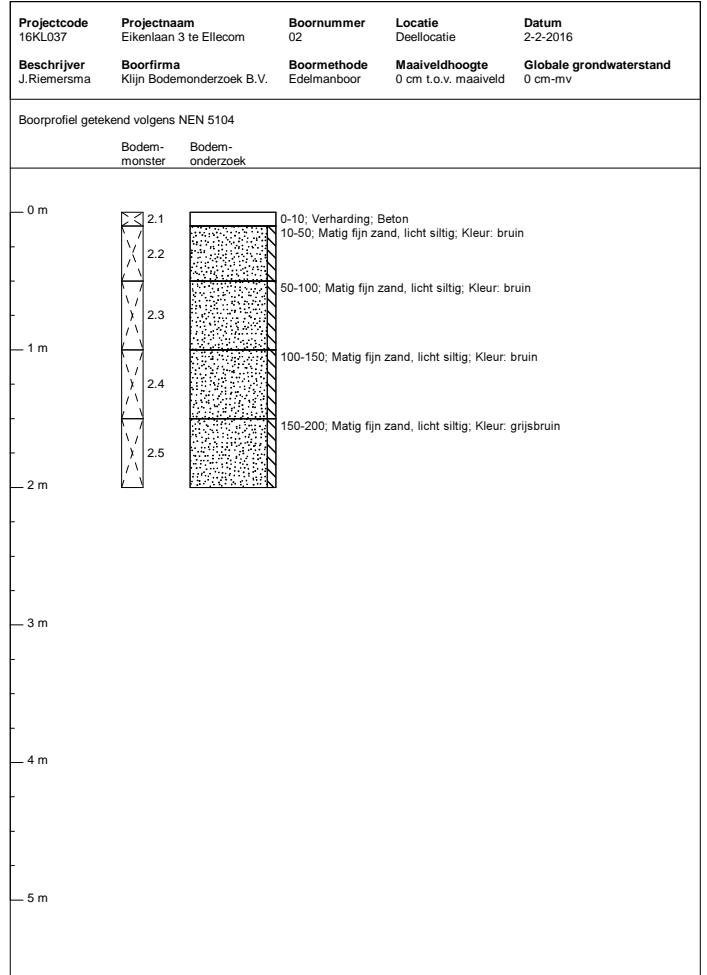 Projectcode Projectnaam Boornummer Locatie Datum
16KL037 Eikenlaan 3 te Ellecom 02 Deellocatie 2-2-2016
Beschrijver Boorfirma Boormethode Maaiveldhoogte Globale grondwaterstand
J.Riemersma Klijn Bodemonderzoek B.V. Edelmanboor 0 cm t.o.v. maaiveld 0 cm-mv
Boorprofiel getekend volgens NEN 5104
Bodem- Bodem-
monster onderzoek
0 m
2.1 0-10; Verharding; Beton
10-50; Matig fijn zand, licht siltig; Kleur: bruin
2.2
50-100; Matig fijn zand, licht siltig; Kleur: bruin
2.3
1 m
100-150; Matig fijn zand, licht siltig; Kleur: bruin
2.4
150-200; Matig fijn zand, licht siltig; Kleur: grijsbruin
2.5
2 m
3 m
4 m
5 m